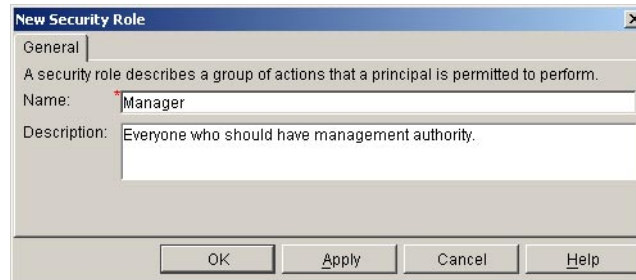 New Security Role
General
A security role describes a group of actions that a principal is permitted to perform.
Name: *Manager
Description: Everyone who should have management authority.
OK Apply Cancel Help